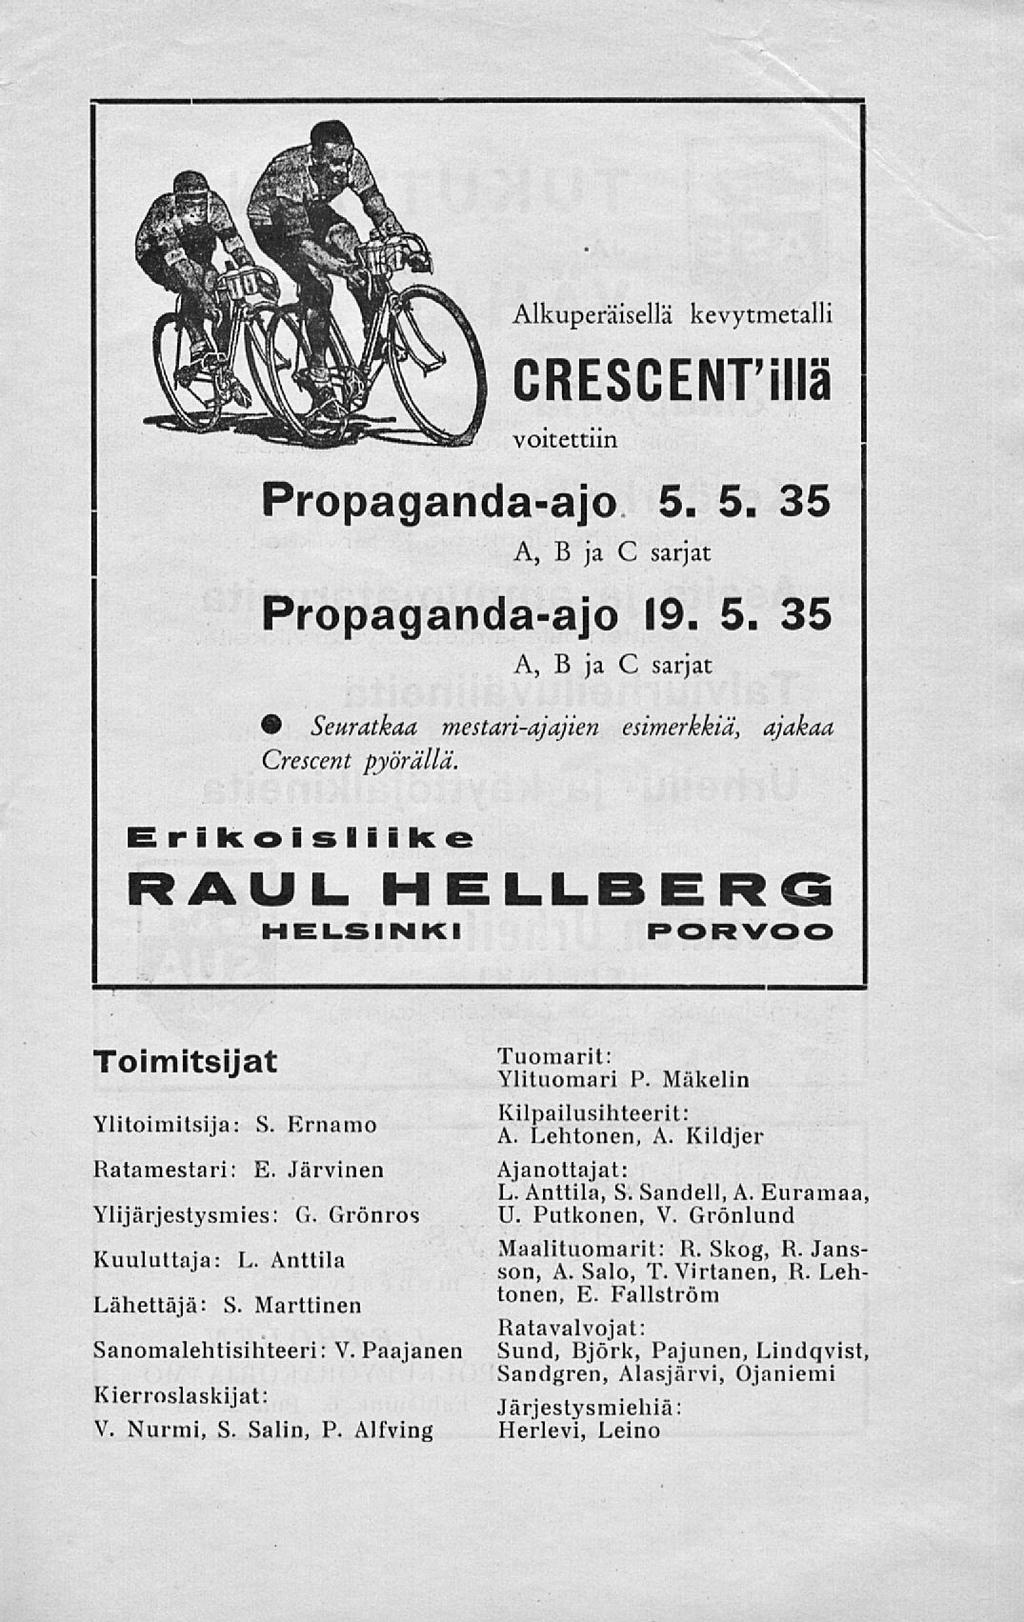 Alkuperäisellä kevytmetalli
CRESCENT'illä
voitettiin
Propaganda-ajo. 5. 5. 35
A, B ja C sarjat
Propaganda-ajo 19. 5. 35
A, B ja C sarjat
● Seuratkaa mestari-ajajien esimerkkiä, ajakaa
Crescent pyörällä.
Erikoisliike
RAUL HELLBERG
HELSINKI PORVOO
Toimitsijat
Ylitoimitsija: S. Ernamo
Ratamestari: E. Järvinen
Ylijärjestysmies: G. Grönros
Kuuluttaja: L. Anttila
Lähettäjä: S. Marttinen
Sanomalehtisihteeri: V. Paajanen
Kierroslaskijat:
V. Nurmi, S. Salin, P. Alfving
Tuomarit:
Ylituomari P. Mäkelin
Kilpailusihteerit:
A. Lehtonen, A. Kildjer
Ajanottajat:
L. Anttila, S. Sandell, A. Euramaa,
U. Putkonen, V. Grönlund
Maalituomarit: R. Skog, R. Jans-
son, A. Salo, T. Virtanen, R. Leh-
tonen, E. Fallström
Ratavalvojat:
Sund, Björk, Pajunen, Lindqvist,
Sandgren, Alasjärvi, Ojaniemi
Järjestysmiehiä:
Herlevi, Leino